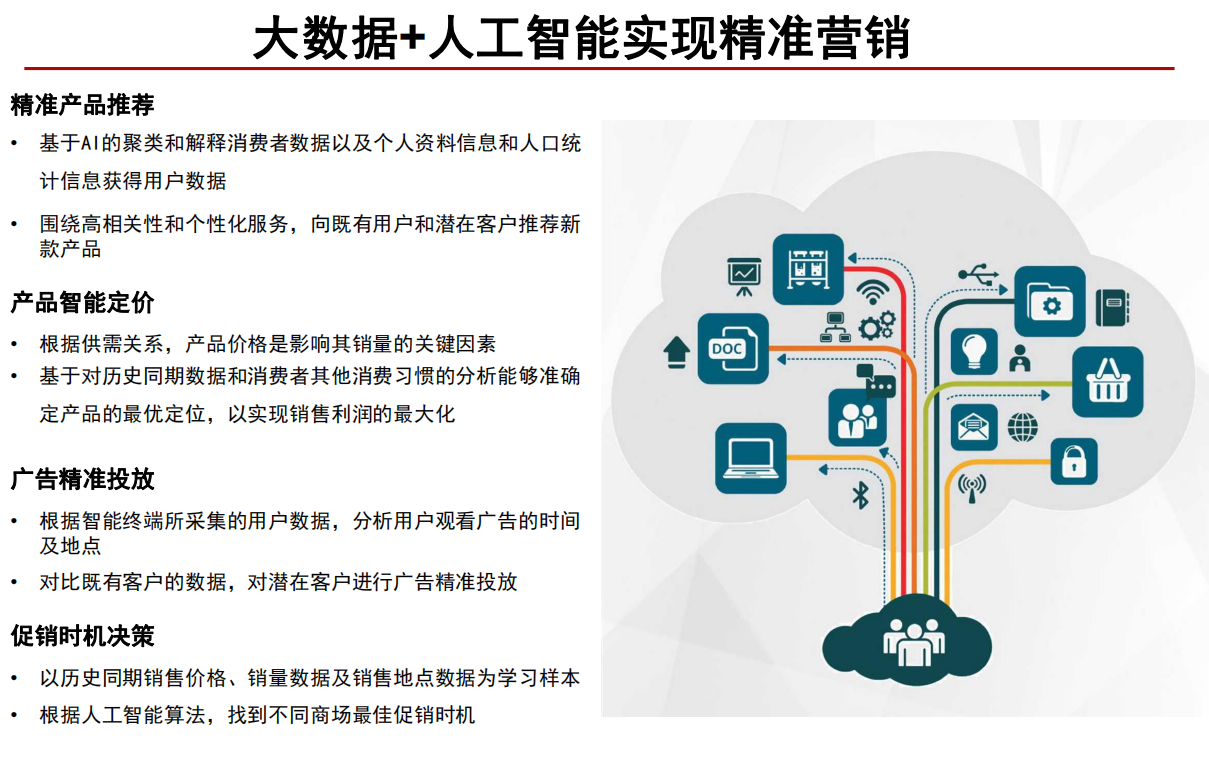 大数据+人工智能实现精准营销
精准产品推荐
• 基于AI的聚类和解释消费者数据以及个人资料信息和人口统
计信息获得用户数据
• 围绕高相关性和个性化服务，向既有用户和潜在客户推荐新
款产品
产品智能定价
• 根据供需关系，产品价格是影响其销量的关键因素
• 基于对历史同期数据和消费者其他消费习惯的分析能够准确
定产品的最优定位，以实现销售利润的最大化
广告精准投放
• 根据智能终端所采集的用户数据，分析用户观看广告的时间
及地点
• 对比既有客户的数据，对潜在客户进行广告精准投放
促销时机决策
• 以历史同期销售价格、销量数据及销售地点数据为学习样本
• 根据人工智能算法，找到不同商场最佳促销时机
DOC